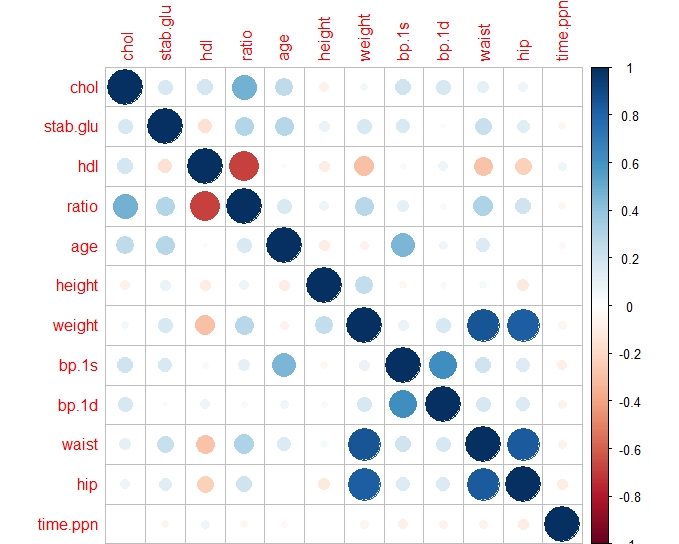 chol stab.glu hdl ratio age height weight bp.1s bp.1d waist hip time.ppn
chol
stab.glu
hdl
ratio
age
height
weight
bp.1s
bp.1d
waist
hip
time.ppn
1
0.8
0.6
0.4
0.2
0
-0.2
-0.4
-0.6
-0.8
-1